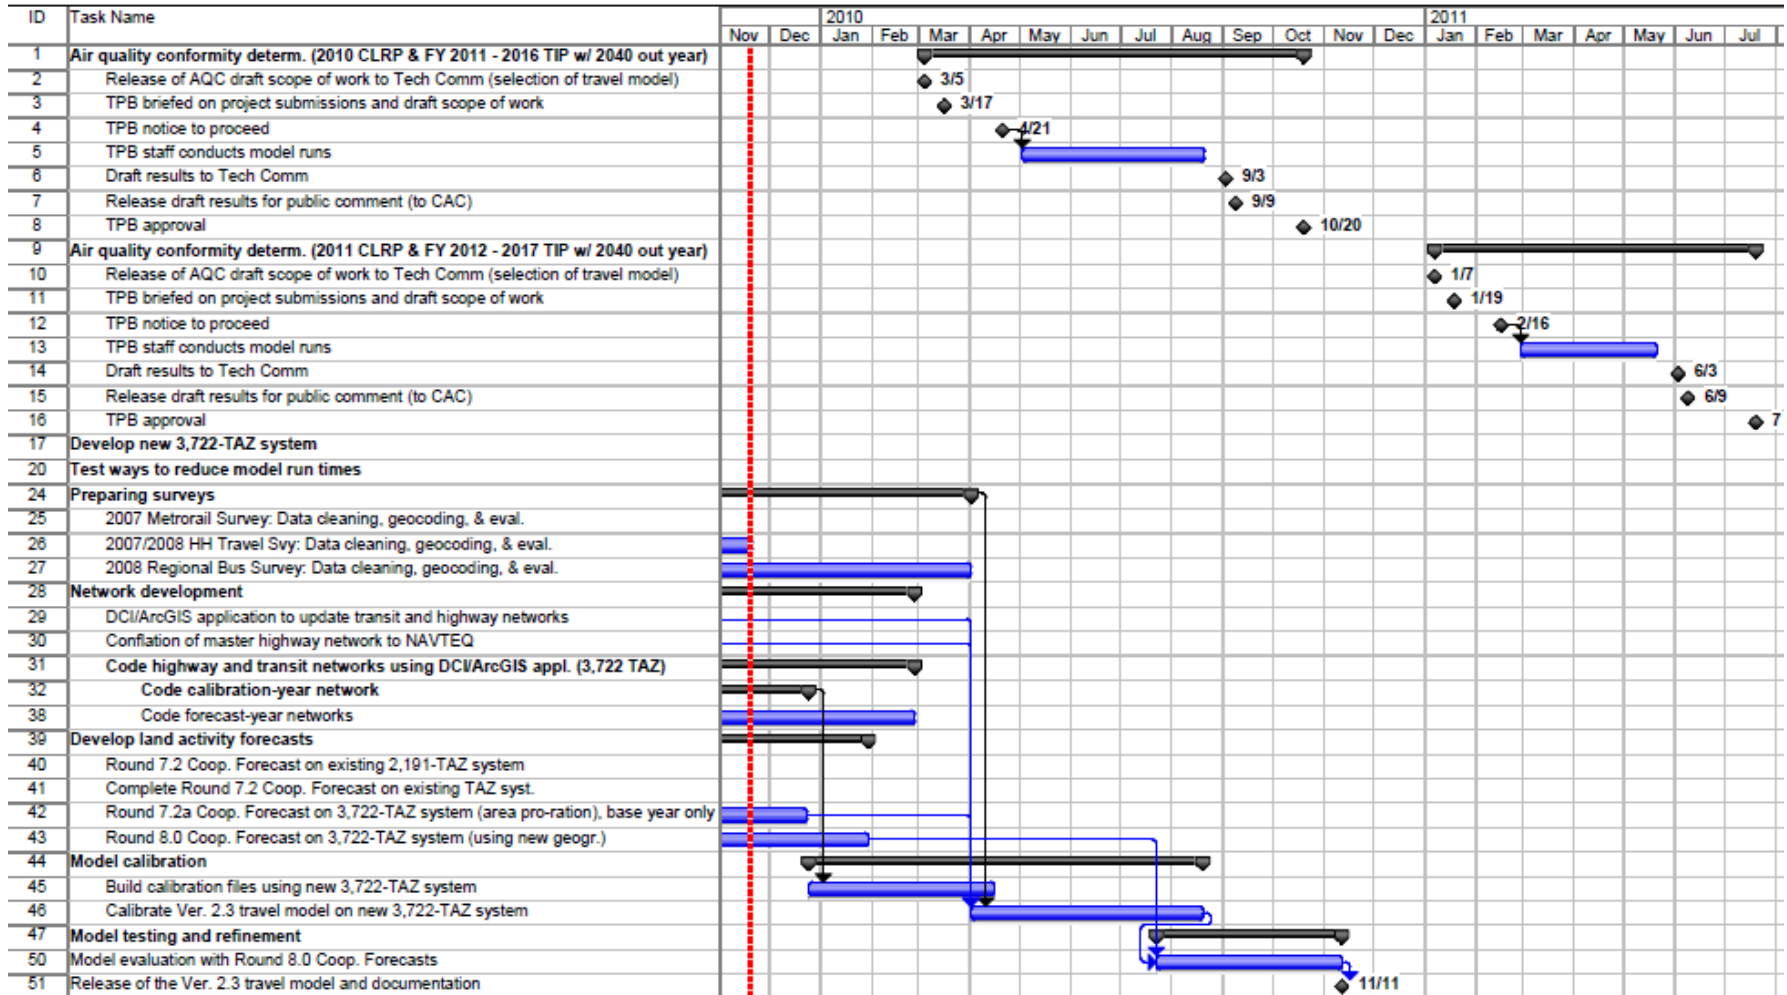 ID Task Name 2010 2011
Nov Dec Jan Feb Mar Apr May Jun Jul Aug Sep Oct Nov Dec Jan Feb Mar Apr May Jun Jul
1 Air quality conformity determ. (2010 CLRP & FY 2011 - 2016 TIP w/ 2040 out year)
2 Release of AQC draft scope of work to Tech Comm (selection of travel model) 3/5
3 TPB briefed on project submissions and draft scope of work 3/17
4 TPB notice to proceed 4/21
5 TPB staff conducts model runs
6 Draft results to Tech Comm 9/3
7 Release draft results for public comment (to CAC) 9/9
8 TPB approval 10/20
9 Air quality conformity determ. (2011 CLRP & FY 2012 - 2017 TIP w/ 2040 out year)
10 Release of AQC draft scope of work to Tech Comm (selection of travel model) 1/7
11 TPB briefed on project submissions and draft scope of work 1/19
12 TPB notice to proceed 2/16
13 TPB staff conducts model runs
14 Draft results to Tech Comm 6/3
15 Release draft results for public comment (to CAC) 6/9
16 TPB approval 7
17 Develop new 3,722-TAZ system
20 Test ways to reduce model run times
24 Preparing surveys
25 2007 Metrorail Survey: Data cleaning, geocoding, & eval.
26 2007/2008 HH Travel Svy: Data cleaning, geocoding, & eval.
27 2008 Regional Bus Survey: Data cleaning, geocoding, & eval.
28 Network development
29 DCI/ArcGIS application to update transit and highway networks
30 Conflation of master highway network to NAVTEQ
31 Code highway and transit networks using DCI/ArcGIS appl. (3,722 TAZ)
32 Code calibration-year network
38 Code forecast-year networks
39 Develop land activity forecasts
40 Round 7.2 Coop. Forecast on existing 2,191-TAZ system
41 Complete Round 7.2 Coop. Forecast on existing TAZ syst.
42 Round 7.2a Coop. Forecast on 3,722-TAZ system (area pro-ration), base year only
43 Round 8.0 Coop. Forecast on 3,722-TAZ system (using new geogr.)
44 Model calibration
45 Build calibration files using new 3,722-TAZ system
46 Calibrate Ver. 2.3 travel model on new 3,722-TAZ system
47 Model testing and refinement
50 Model evaluation with Round 8.0 Coop. Forecasts
51 Release of the Ver. 2.3 travel model and documentation 11/11